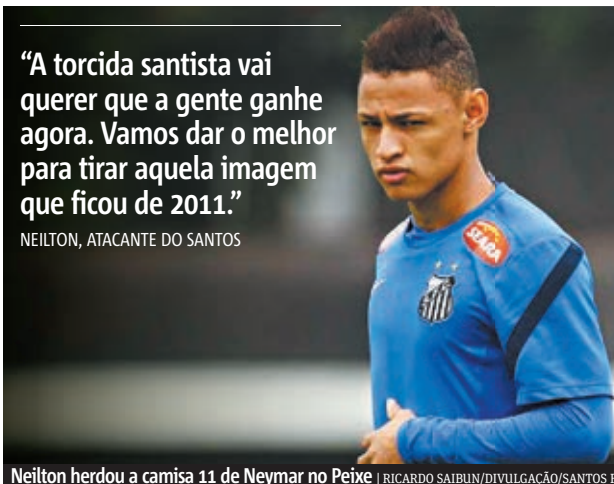 “A torcida santista vai
querer que a gente ganhe
agora. Vamos dar o melhor
para tirar aquela imagem
que ficou de 2011.”
NEILTON, ATACANTE DO SANTOS
SEARA
Neilton herdou a camisa 11 de Neymar no Peixe | RICARDO SAIBUN/DIVULGAÇÃO/SANTOS